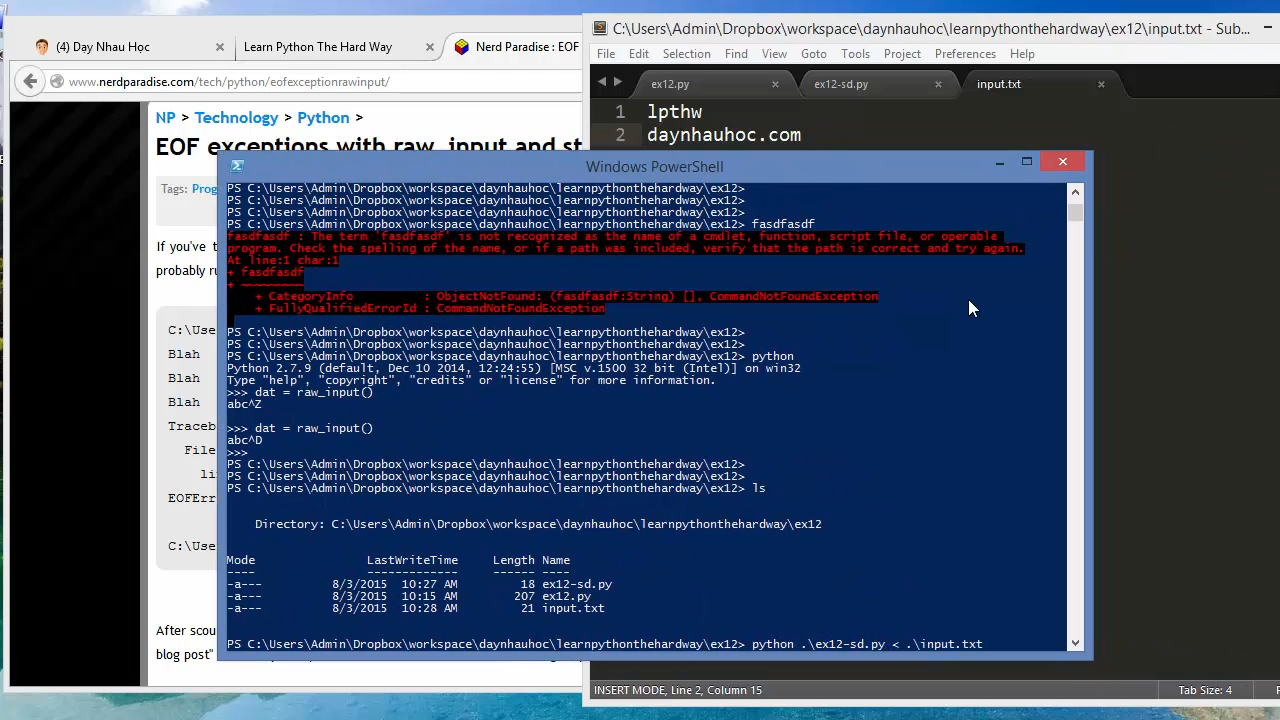 (4) Day Nhau Hoc
Learn Python The Hard Way
Nerd Paradise : EOF
www.nerdparadise.com/tech/python/eofexceptionrawinput/
NP > Technology > Python >
EOF exceptions with raw_input and st
Tags: Prog
If you've t
probably ru
C:\Use
Blah
Blah
Blah
Traceb
File
li
EOFErr
C:\Use
After scou
blog post"
C:\Users\Admin\Dropbox\workspace\daynhauhoc\learnpythonthehardway\ex12\input.txt - Sub...
File Edit Selection Find View Goto Tools Project Preferences Help
ex12.py
ex12-sd.py
input.txt
1 lpthw
2 daynhauhoc.com
INSERT MODE, Line 2, Column 15
Tab Size: 4
Windows PowerShell
PS C:\Users\Admin\Dropbox\workspace\daynhauhoc\learnpythonthehardway\ex12>
PS C:\Users\Admin\Dropbox\workspace\daynhauhoc\learnpythonthehardway\ex12>
PS C:\Users\Admin\Dropbox\workspace\daynhauhoc\learnpythonthehardway\ex12>
PS C:\Users\Admin\Dropbox\workspace\daynhauhoc\learnpythonthehardway\ex12> fasdfasdf
fasdfasdf : The term 'fasdfasdf' is not recognized as the name of a cmdlet, function, script file, or operable
program. Check the spelling of the name, or if a path was included, verify that the path is correct and try again.
At line:1 char:1
+ fasdfasdf
+ ~~~~~~~~~
+ CategoryInfo : ObjectNotFound: (fasdfasdf:String) [], CommandNotFoundException
+ FullyQualifiedErrorId : CommandNotFoundException
PS C:\Users\Admin\Dropbox\workspace\daynhauhoc\learnpythonthehardway\ex12>
PS C:\Users\Admin\Dropbox\workspace\daynhauhoc\learnpythonthehardway\ex12>
PS C:\Users\Admin\Dropbox\workspace\daynhauhoc\learnpythonthehardway\ex12> python
Python 2.7.9 (default, Dec 10 2014, 12:24:55) [MSC v.1500 32 bit (Intel)] on win32
Type "help", "copyright", "credits" or "license" for more information.
>>> dat = raw_input()
abc^Z
>>> dat = raw_input()
abc^D
>>>
PS C:\Users\Admin\Dropbox\workspace\daynhauhoc\learnpythonthehardway\ex12>
PS C:\Users\Admin\Dropbox\workspace\daynhauhoc\learnpythonthehardway\ex12>
PS C:\Users\Admin\Dropbox\workspace\daynhauhoc\learnpythonthehardway\ex12> ls
Directory: C:\Users\Admin\Dropbox\workspace\daynhauhoc\learnpythonthehardway\ex12
Mode LastWriteTime Length Name
---- ------------- ------ ----
-a--- 8/3/2015 10:27 AM 18 ex12-sd.py
-a--- 8/3/2015 10:15 AM 207 ex12.py
-a--- 8/3/2015 10:28 AM 21 input.txt
PS C:\Users\Admin\Dropbox\workspace\daynhauhoc\learnpythonthehardway\ex12> python .\ex12-sd.py < .\input.txt